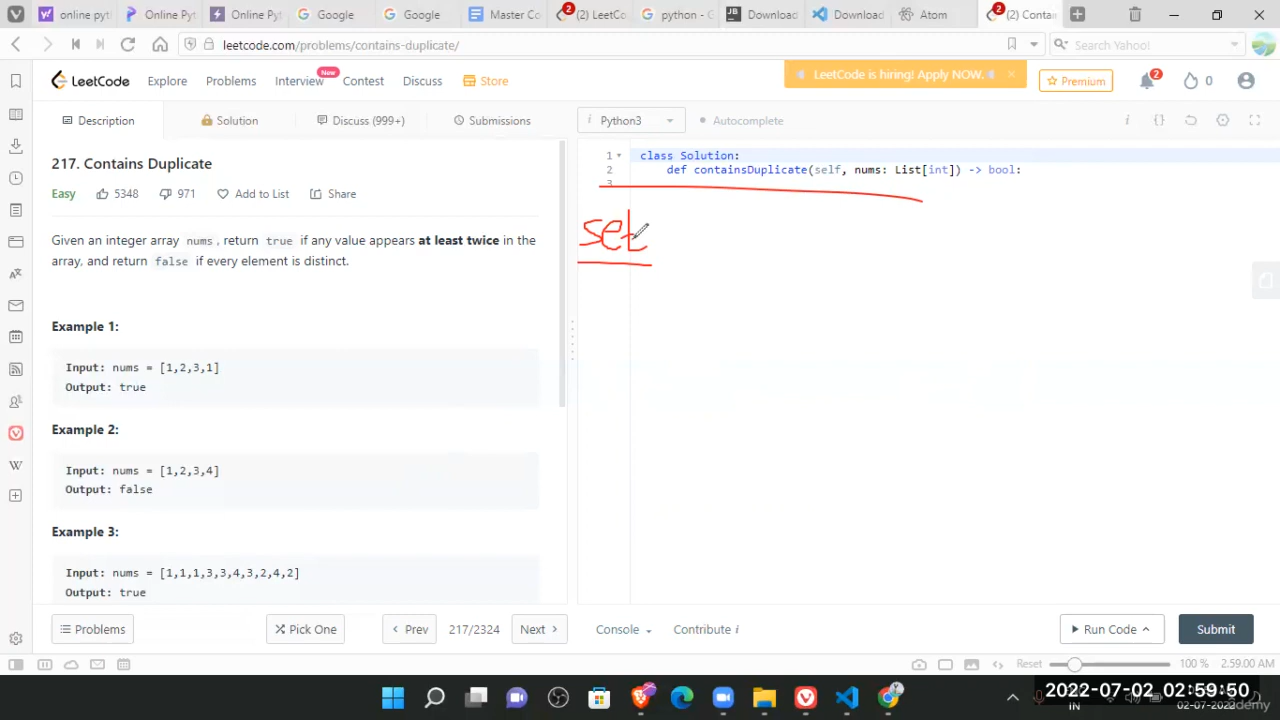 online pyt
Online Pyt
Online Py
Google
Google
Master Co
(2) LeetCo
python - G
Download
Download
Atom
(2) Contai
leetcode.com/problems/contains-duplicate/
Search Yahoo!
LeetCode
Explore
Problems
Interview
New
Contest
Discuss
Store
LeetCode is hiring! Apply NOW.
Premium
2
0
Description
Solution
Discuss (999+)
Submissions
Python3
Autocomplete
217. Contains Duplicate
Easy
5348
971
Add to List
Share
Given an integer array nums, return true if any value appears at least twice in the
array, and return false if every element is distinct.
Example 1:
Input: nums = [1,2,3,1]
Output: true
Example 2:
Input: nums = [1,2,3,4]
Output: false
Example 3:
Input: nums = [1,1,1,3,3,4,3,2,4,2]
Output: true
1 class Solution:
2 def containsDuplicate(self, nums: List[int]) -> bool:
3
set
Problems
Pick One
Prev
217/2324
Next
Console
Contribute
Run Code
Submit
Reset
100 %
2:59:00 AM
2022-07-02 02:59:50
IN
02-07-2022